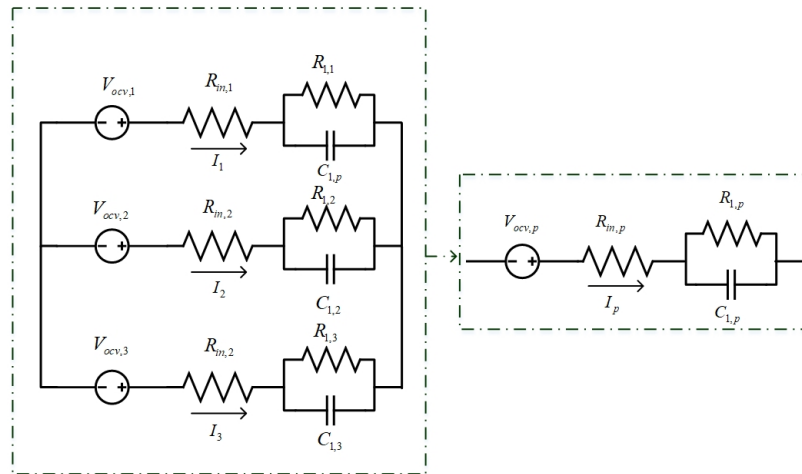 V_{ocv,1} R_{in,1} R_{1,1}
I_1 C_{1,p}
V_{ocv,2} R_{in,2} R_{1,2}
I_2 C_{1,2}
V_{ocv,3} R_{in,2} R_{1,3}
I_3 C_{1,3}
V_{ocv,p} R_{in,p} R_{1,p}
I_p C_{1,p}